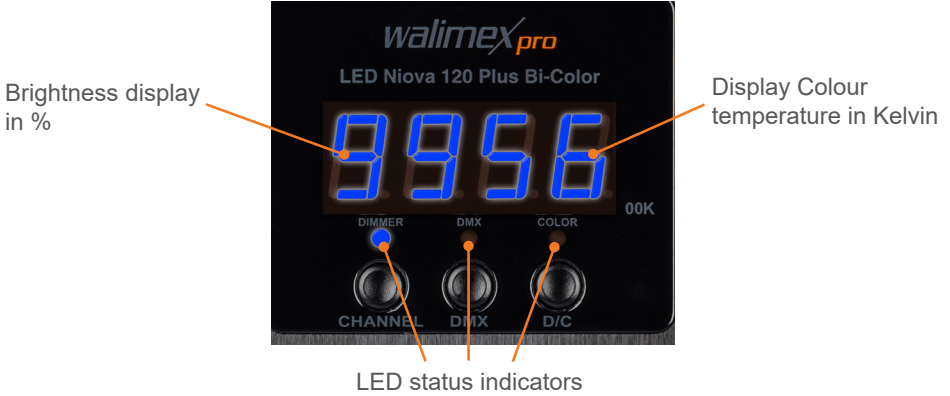 walimex pro
LED Niova 120 Plus Bi-Color
Brightness display
in %
Display Colour
temperature in Kelvin
9956
00K
DIMMER DMX COLOR
CHANNEL DMX D/C
LED status indicators